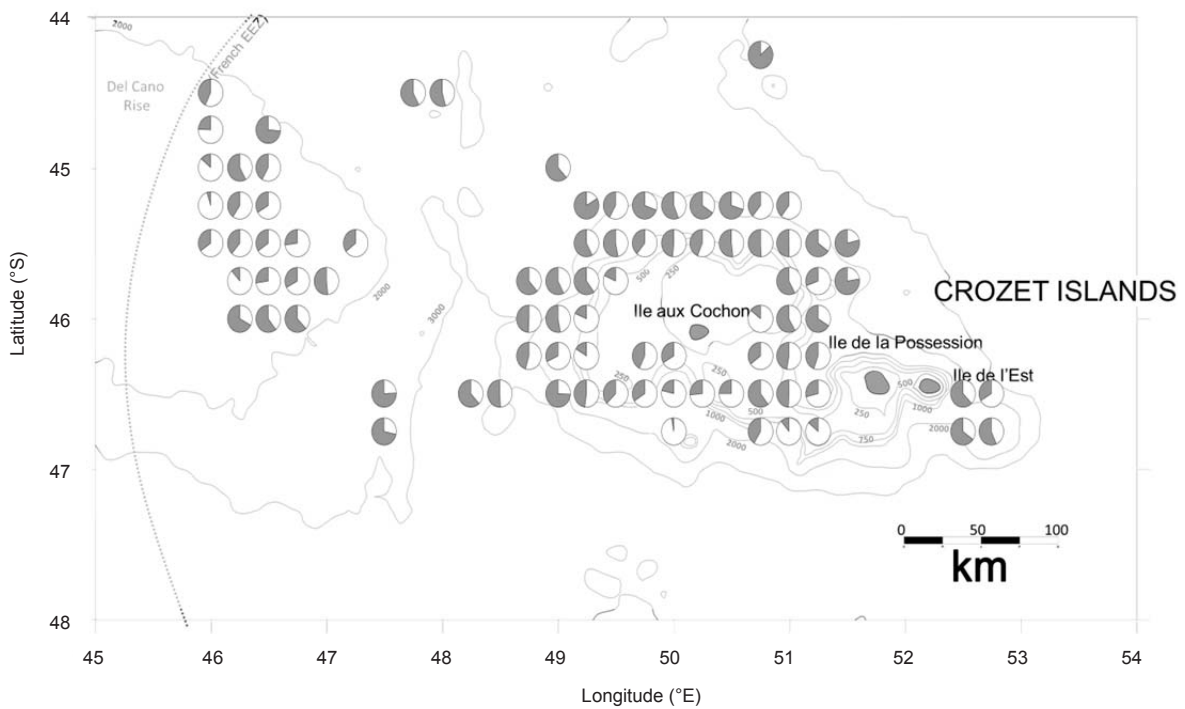 44
2000
French EEZ
Del Cano
Rise
45
500
250
2000
CROZET ISLANDS
3000
Ile aux Cochon
46
Ile de la Possession
Ile de l'Est
250
250
500
250
1000
500
1000
2000
750
2000
47
0 50 100
km
48
45 46 47 48 49 50 51 52 53 54
Latitude (°S)
Longitude (°E)